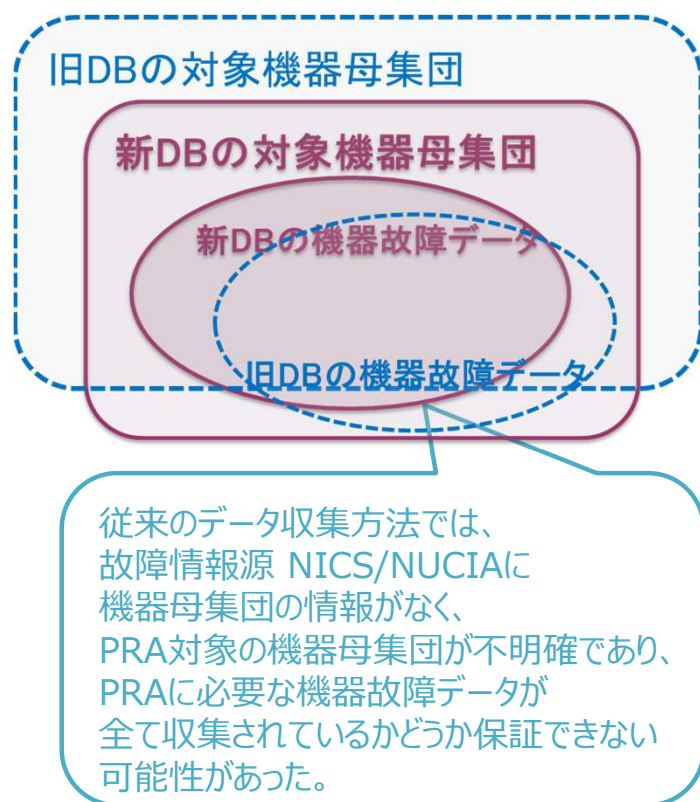 旧DBの対象機器母集団
新DBの対象機器母集団
新DBの機器故障データ
旧DBの機器故障データ
従来のデータ収集方法では、
故障情報源 NICS/NUCIAに
機器母集団の情報がなく、
PRA対象の機器母集団が不明確であり、
PRAに必要な機器故障データが
全て収集されているかどうか保証できない
可能性があった。